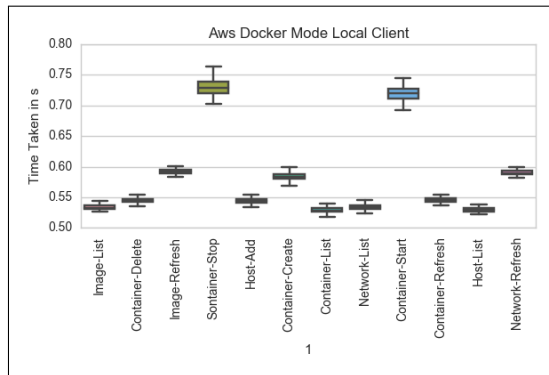 Aws Docker Mode Local Client
Time Taken in s
0.80
0.75
0.70
0.65
0.60
0.55
0.50
Image-List
Container-Delete
Image-Refresh
Sontainer-Stop
Host-Add
Container-Create
Container-List
Network-List
Container-Start
Container-Refresh
Host-List
Network-Refresh
1